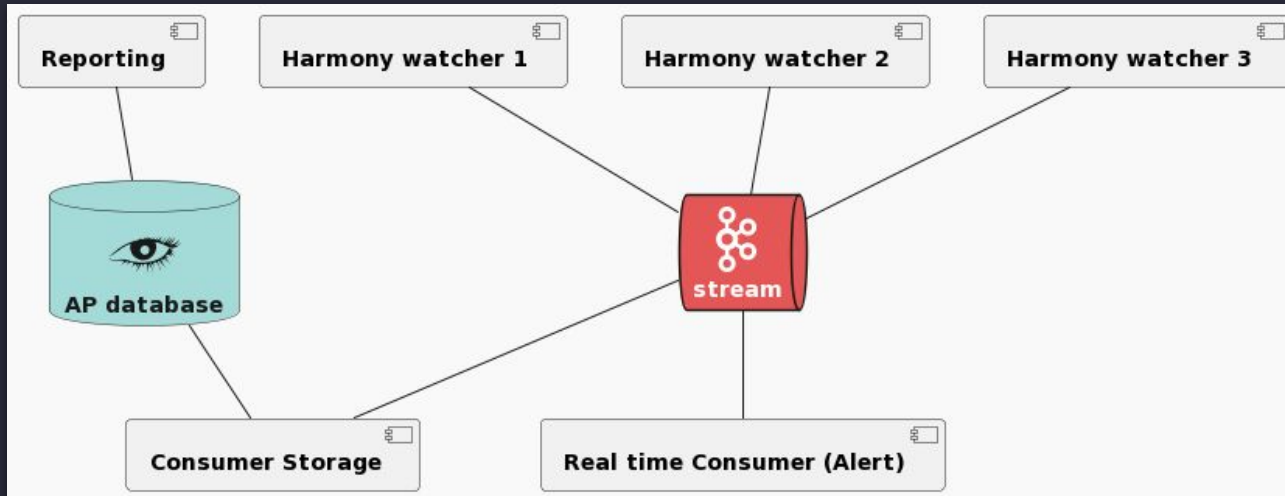 Reporting
Harmony watcher 1
Harmony watcher 2
Harmony watcher 3
AP database
stream
Consumer Storage
Real time Consumer (Alert)